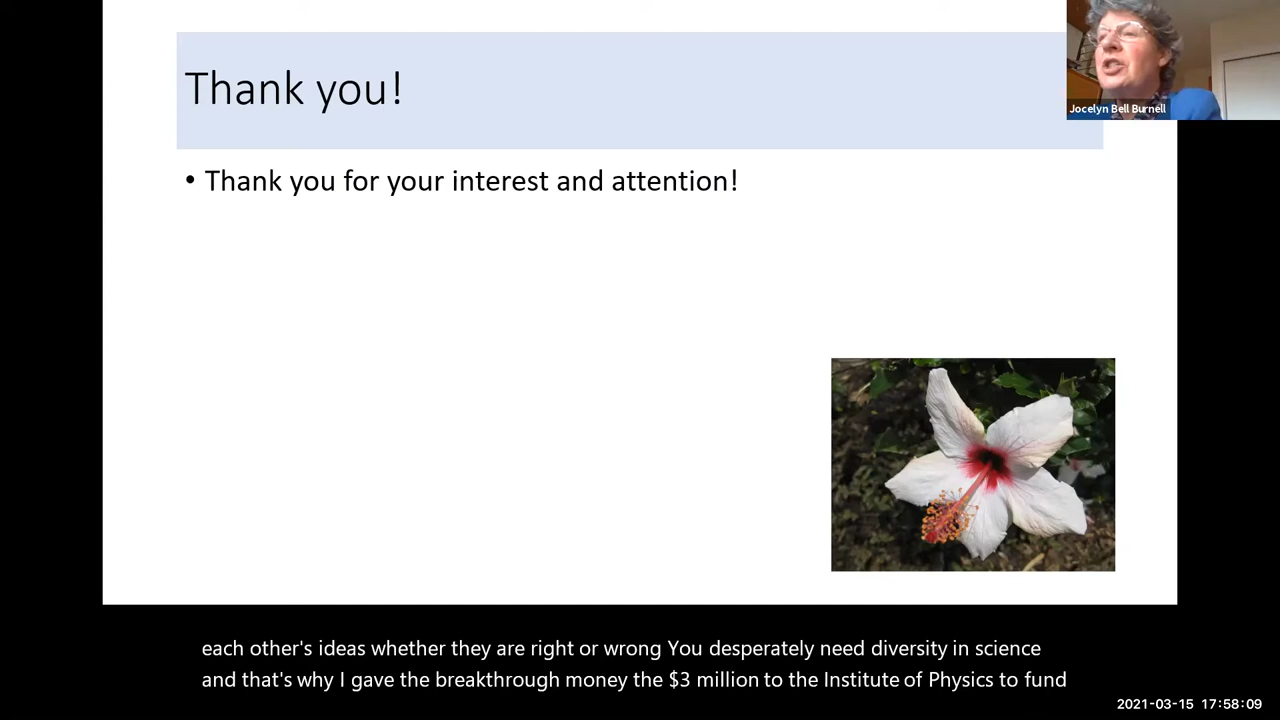 Thank you!
Jocelyn Bell Burnell
• Thank you for your interest and attention!
each other's ideas whether they are right or wrong You desperately need diversity in science
and that's why I gave the breakthrough money the $3 million to the Institute of Physics to fund
2021-03-15 17:58:09